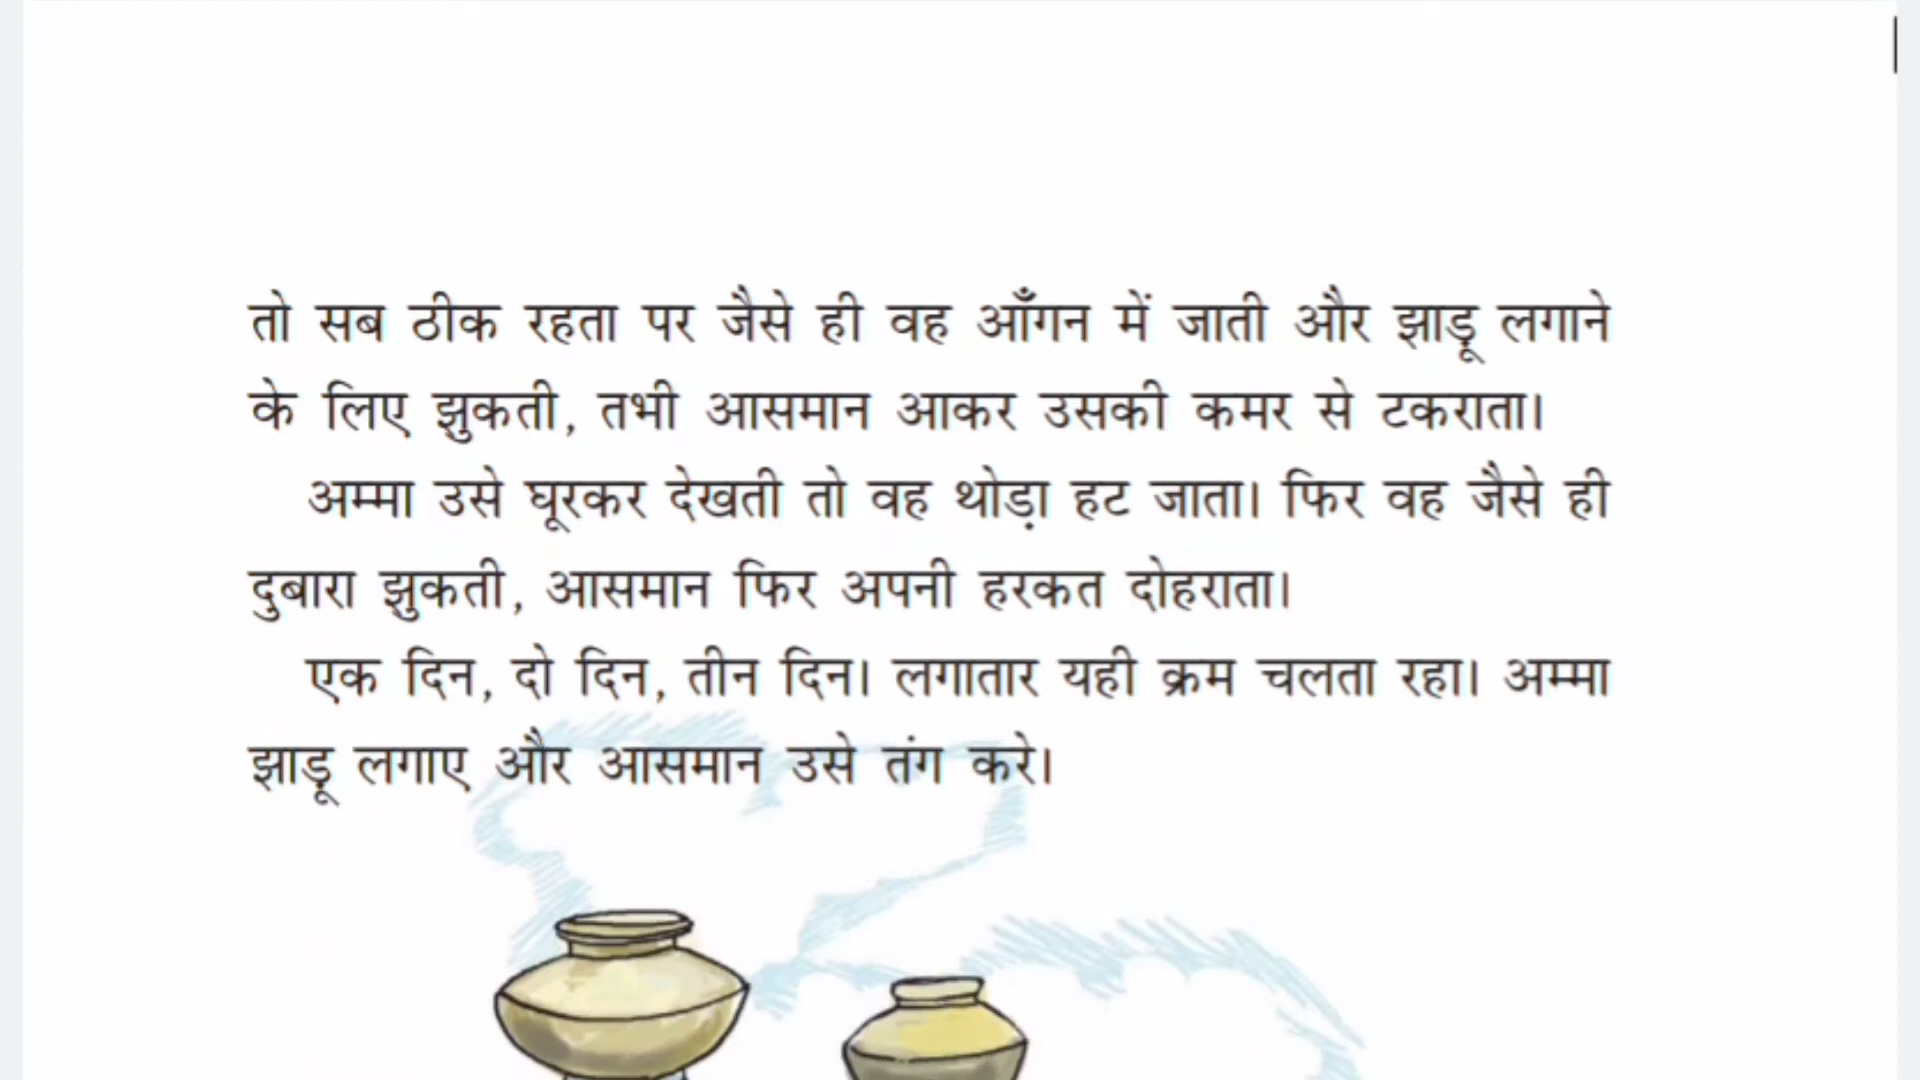 तो सब ठीक रहता पर जैसे ही वह आँगन में जाती और झाड़ू लगाने
के लिए झुकती, तभी आसमान आकर उसकी कमर से टकराता।
अम्मा उसे घूरकर देखती तो वह थोड़ा हट जाता। फिर वह जैसे ही
दुबारा झुकती, आसमान फिर अपनी हरकत दोहराता।
एक दिन, दो दिन, तीन दिन। लगातार यही क्रम चलता रहा। अम्मा
झाड़ू लगाए और आसमान उसे तंग करे।